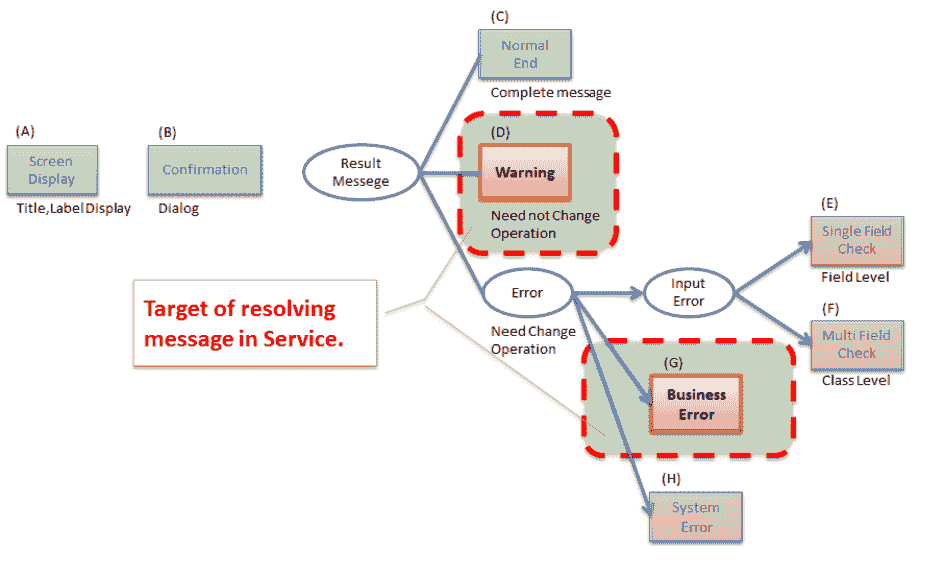 (A)
Screen
Display
Title,Label Display
(B)
Confirmation
Dialog
Result
Messege
(C)
Normal
End
Complete message
(D)
Warning
Need not Change
Operation
Target of resolving
message in Service.
Error
Need Change
Operation
Input
Error
(E)
Single Field
Check
Field Level
(F)
Multi Field
Check
Class Level
(G)
Business
Error
(H)
System
Error